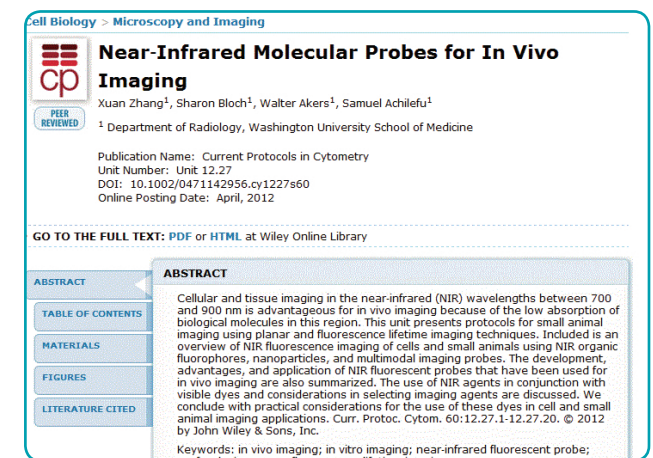 Cell Biology > Microscopy and Imaging
cp
PEER
REVIEWED
Near-Infrared Molecular Probes for In Vivo
Imaging
Xuan Zhang1, Sharon Bloch1, Walter Akers1, Samuel Achilefu1
1 Department of Radiology, Washington University School of Medicine
Publication Name: Current Protocols in Cytometry
Unit Number: Unit 12.27
DOI: 10.1002/0471142956.cy1227s60
Online Posting Date: April, 2012
GO TO THE FULL TEXT: PDF or HTML at Wiley Online Library
ABSTRACT
TABLE OF CONTENTS
MATERIALS
FIGURES
LITERATURE CITED
ABSTRACT
Cellular and tissue imaging in the near-infrared (NIR) wavelengths between 700
and 900 nm is advantageous for in vivo imaging because of the low absorption of
biological molecules in this region. This unit presents protocols for small animal
imaging using planar and fluorescence lifetime imaging techniques. Included is an
overview of NIR fluorescence imaging of cells and small animals using NIR organic
fluorophores, nanoparticles, and multimodal imaging probes. The development,
advantages, and application of NIR fluorescent probes that have been used for
in vivo imaging are also summarized. The use of NIR agents in conjunction with
visible dyes and considerations in selecting imaging agents are discussed. We
conclude with practical considerations for the use of these dyes in cell and small
animal imaging applications. Curr. Protoc. Cytom. 60:12.27.1-12.27.20. © 2012
by John Wiley & Sons, Inc.
Keywords: in vivo imaging; in vitro imaging; near-infrared fluorescent probe;